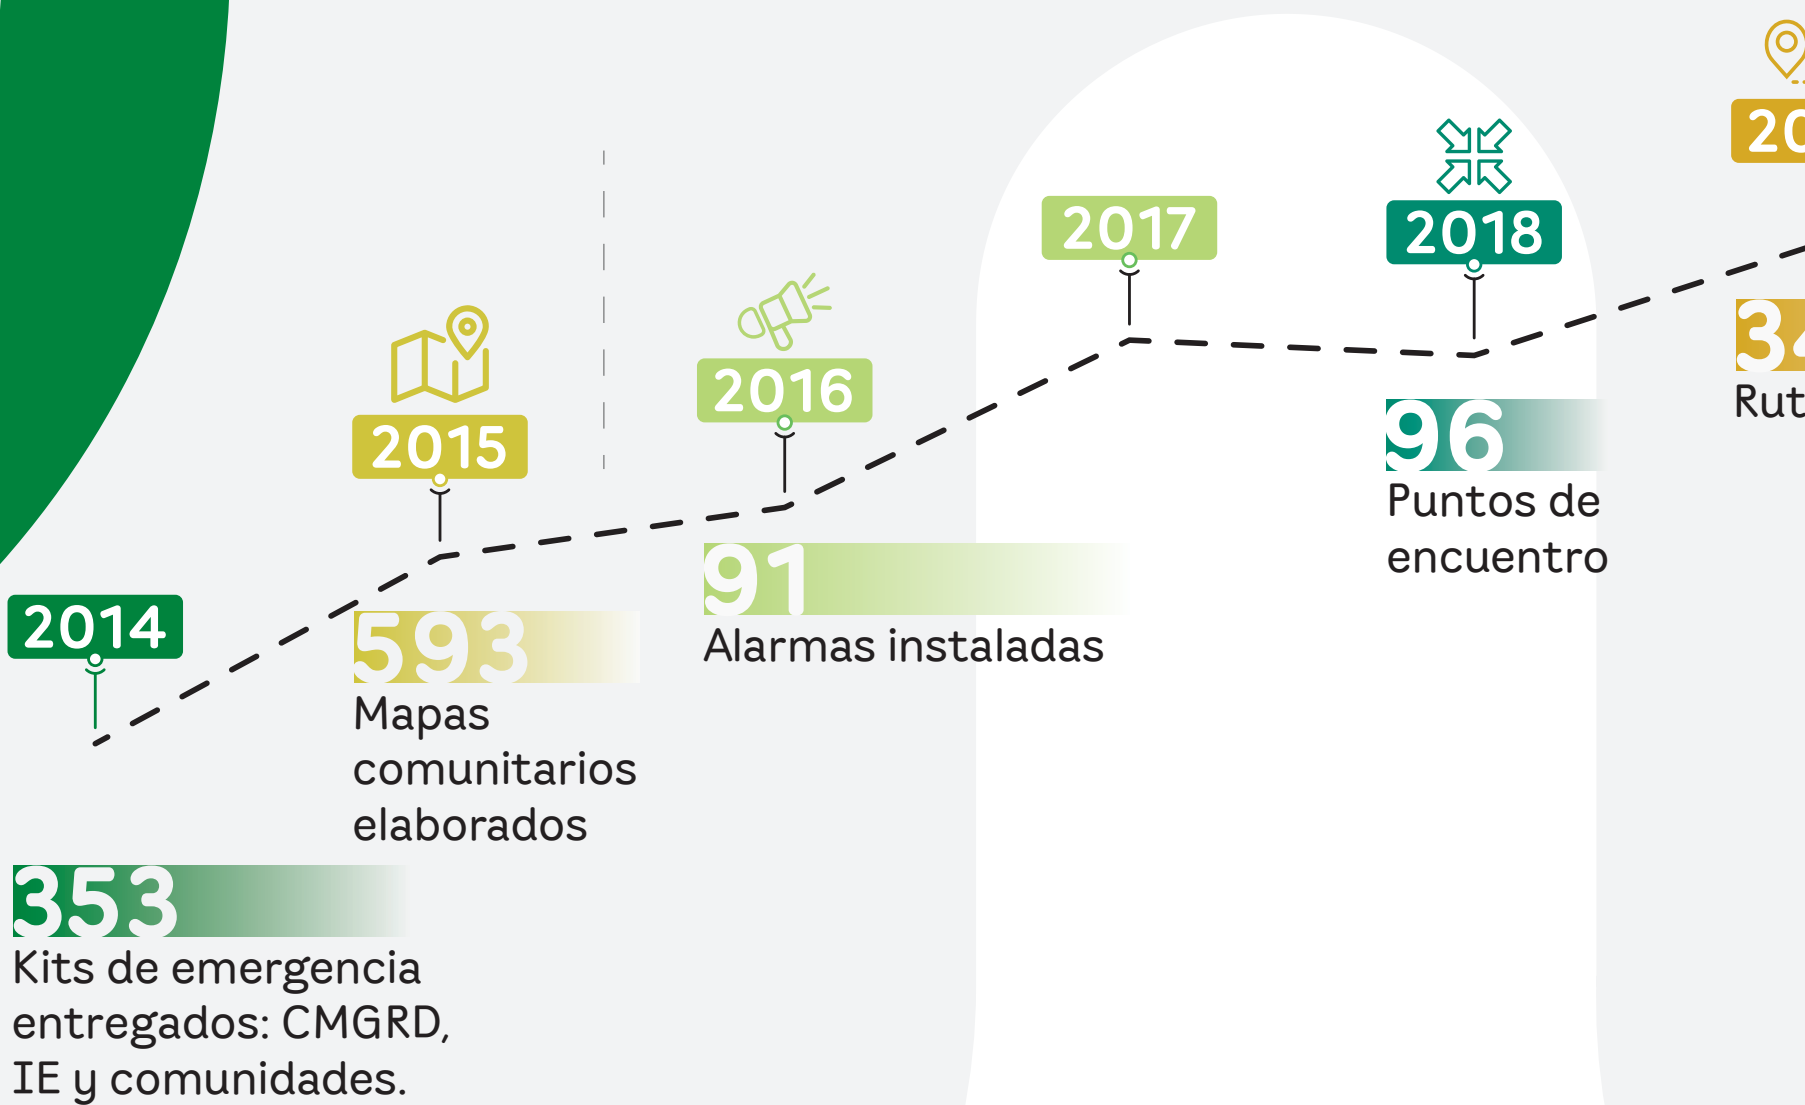 2014
353
Kits de emergencia
entregados: CMGRD,
IE y comunidades.
2015
593
Mapas
comunitarios
elaborados
2016
91
Alarmas instaladas
2017
2018
96
Puntos de
encuentro